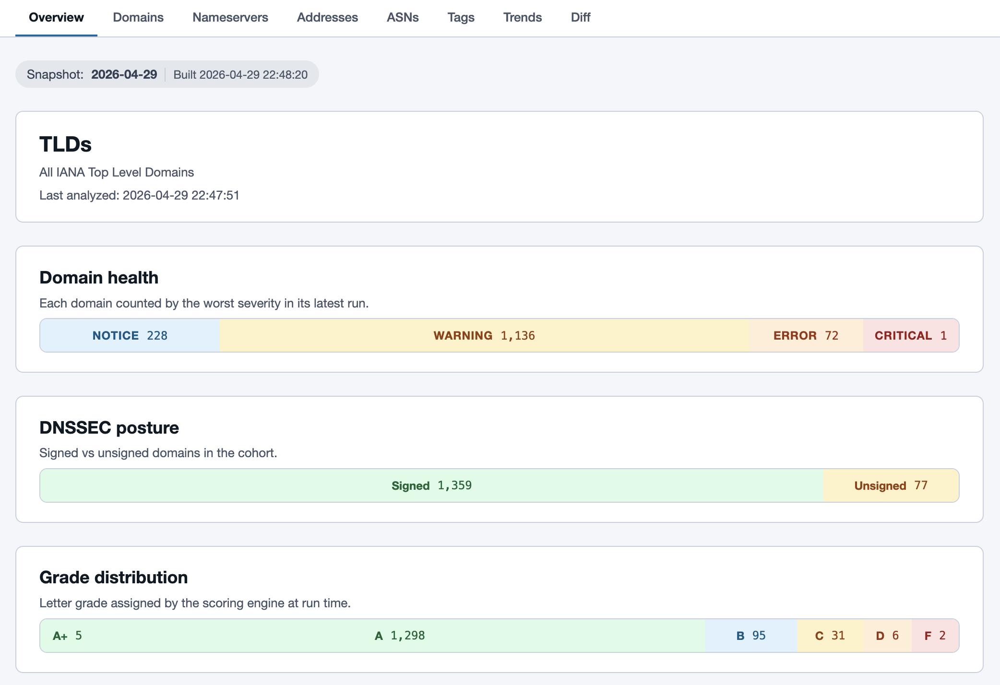 Overview Domains Nameservers Addresses ASNs Tags Trends Diff
Snapshot: 2026-04-29 Built 2026-04-29 22:48:20
TLDs
All IANA Top Level Domains
Last analyzed: 2026-04-29 22:47:51
Domain health
Each domain counted by the worst severity in its latest run.
NOTICE 228 WARNING 1,136 ERROR 72 CRITICAL 1
DNSSEC posture
Signed vs unsigned domains in the cohort.
Signed 1,359 Unsigned 77
Grade distribution
Letter grade assigned by the scoring engine at run time.
A+ 5 A 1,298 B 95 C 31 D 6 F 2